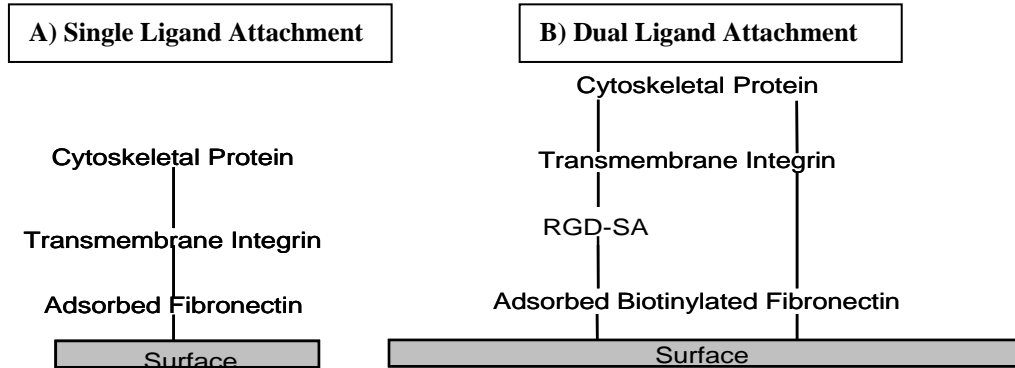 A) Single Ligand Attachment
Cytoskeletal Protein
Transmembrane Integrin
Adsorbed Fibronectin
Surface
B) Dual Ligand Attachment
Cytoskeletal Protein
Transmembrane Integrin
RGD-SA
Adsorbed Biotinylated Fibronectin
Surface